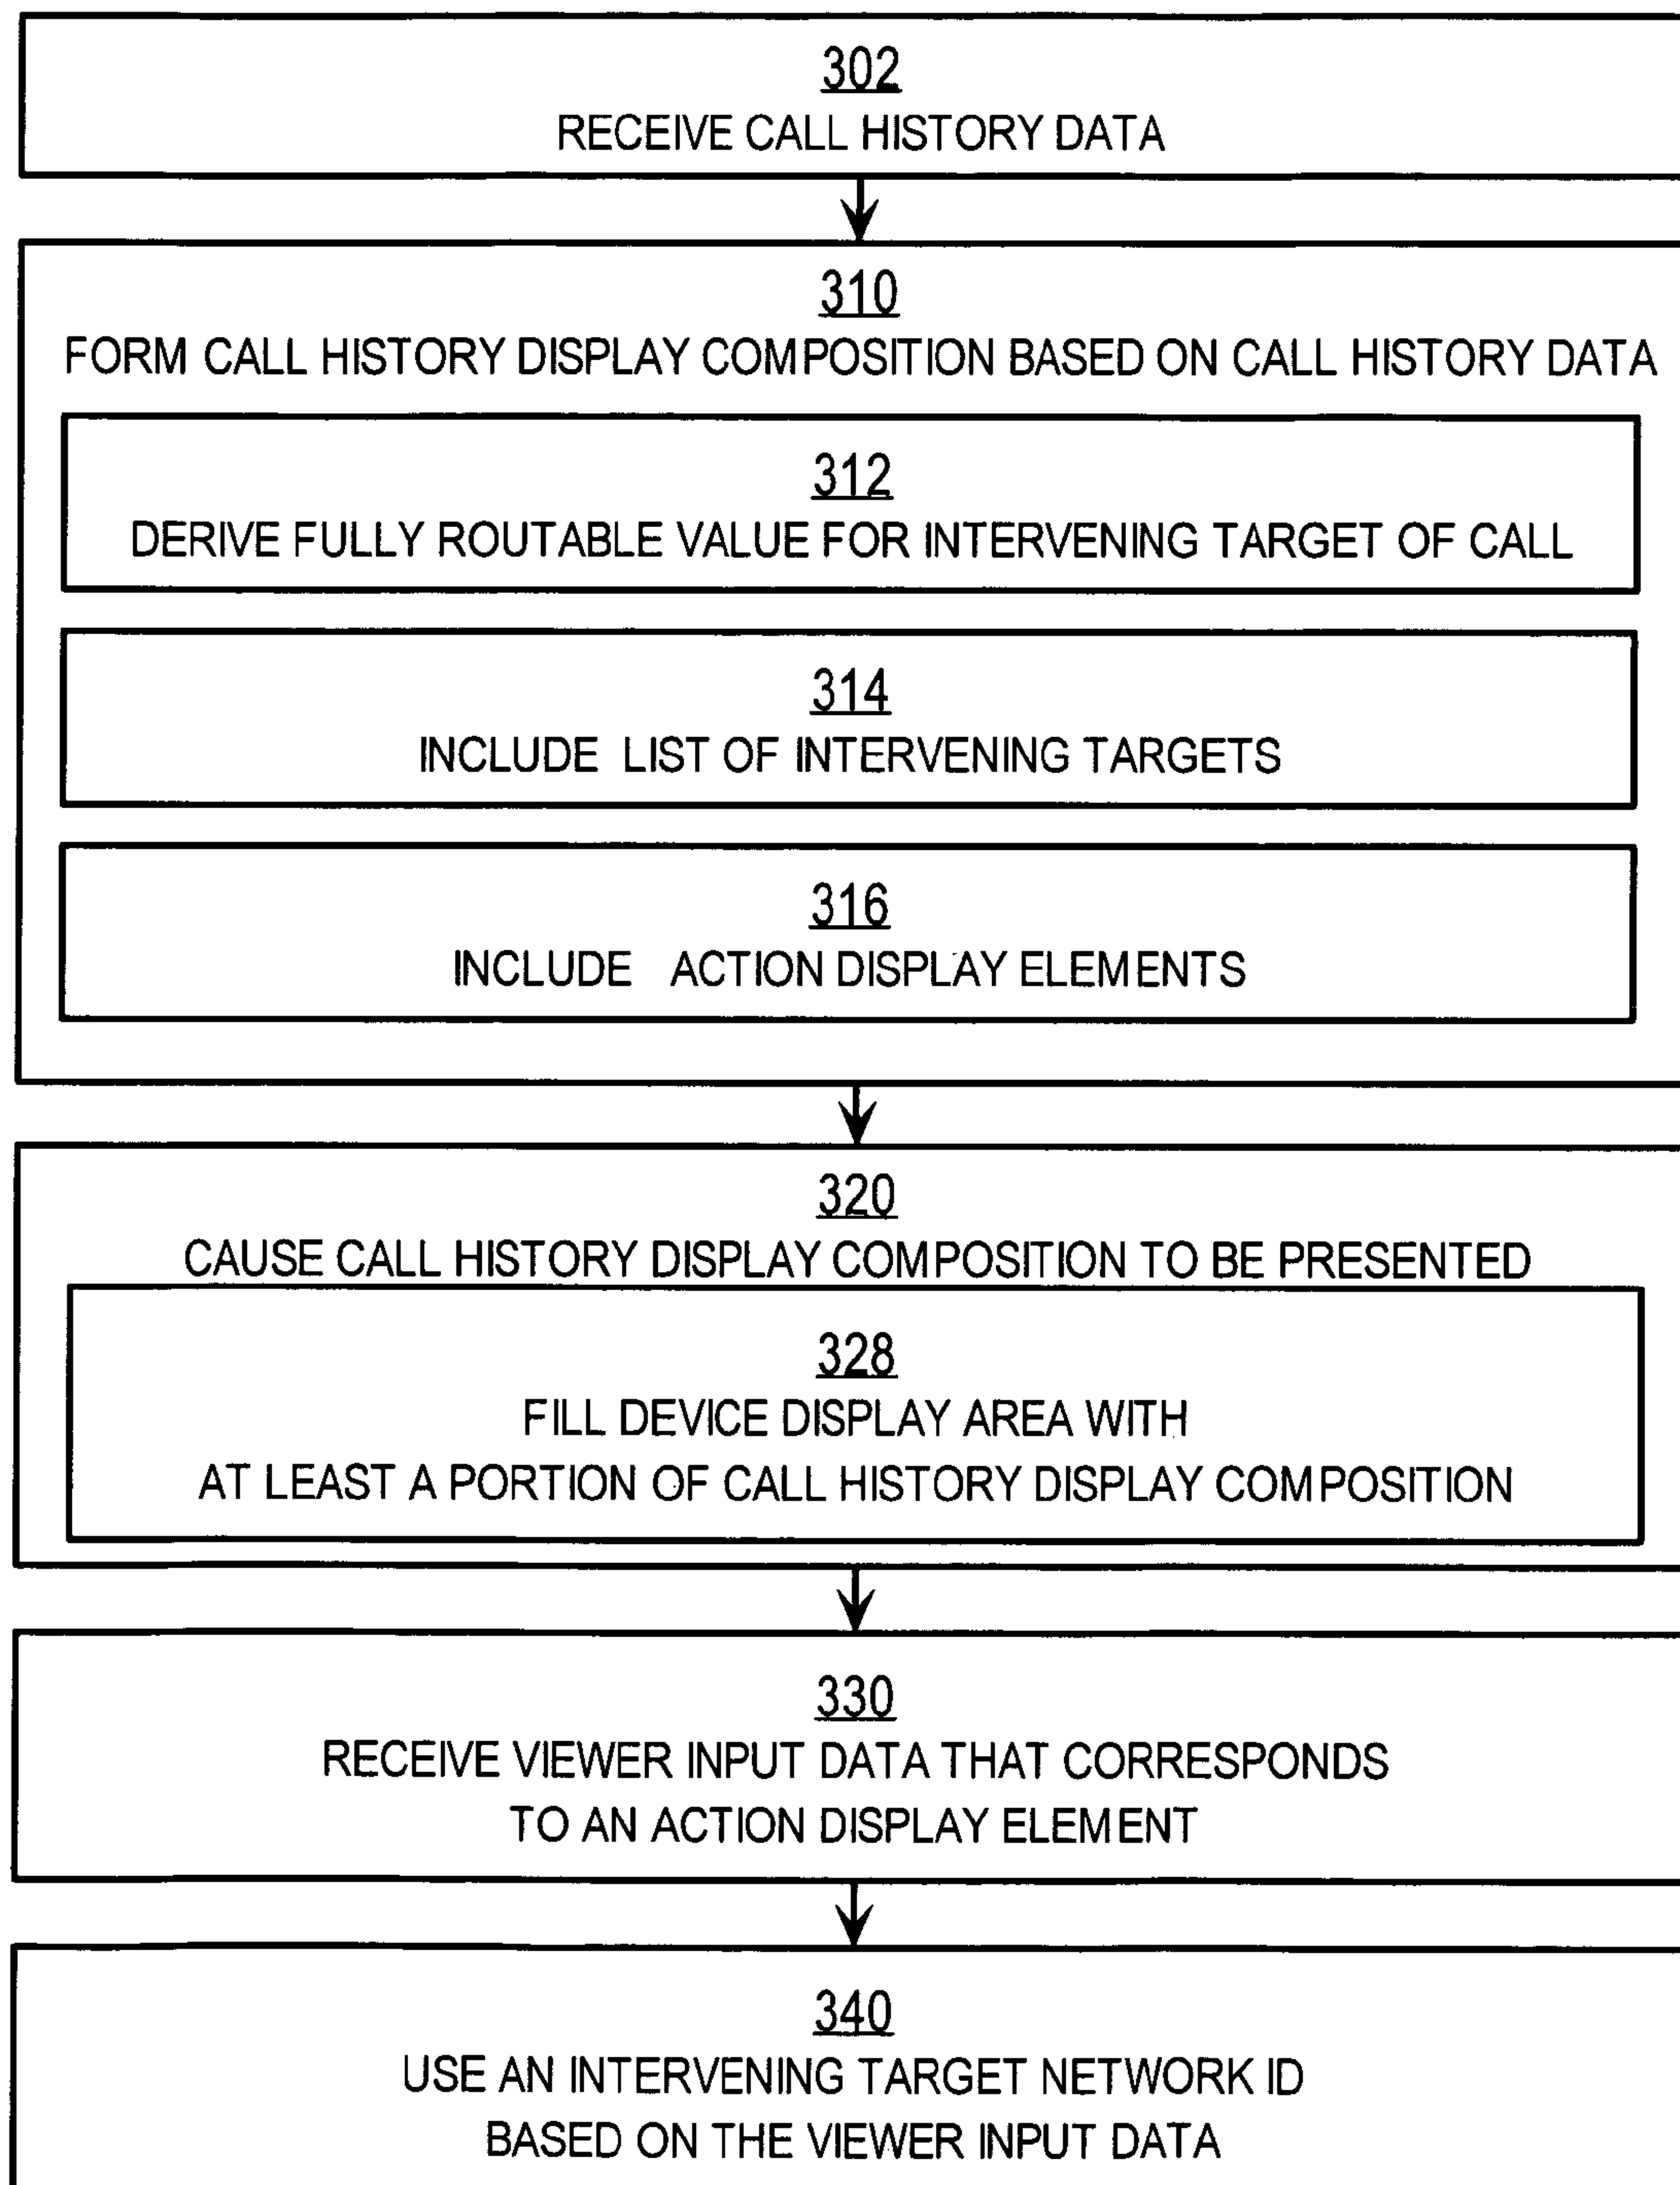 302
RECEIVE CALL HISTORY DATA
310
FORM CALL HISTORY DISPLAY COMPOSITION BASED ON CALL HISTORY DATA
312
DERIVE FULLY ROUTABLE VALUE FOR INTERVENING TARGET OF CALL
314
INCLUDE LIST OF INTERVENING TARGETS
316
INCLUDE ACTION DISPLAY ELEMENTS
320
CAUSE CALL HISTORY DISPLAY COMPOSITION TO BE PRESENTED
328
FILL DEVICE DISPLAY AREA WITH
AT LEAST A PORTION OF CALL HISTORY DISPLAY COMPOSITION
330
RECEIVE VIEWER INPUT DATA THAT CORRESPONDS
TO AN ACTION DISPLAY ELEMENT
340
USE AN INTERVENING TARGET NETWORK ID
BASED ON THE VIEWER INPUT DATA